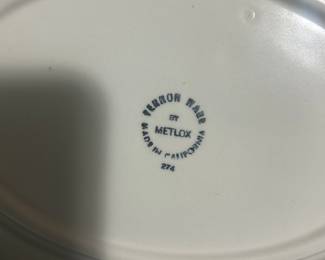 VERNON WARE
BY
METLOX
MADE IN CALIFORNIA
274